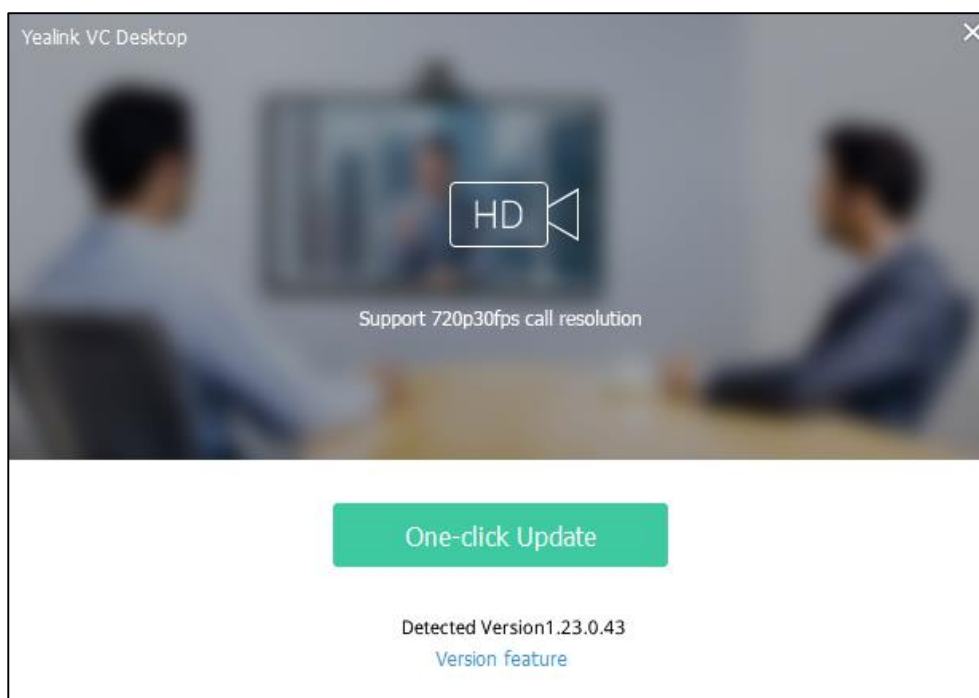 Yealink VC Desktop
HD
Support 720p30fps call resolution
One-click Update
Detected Version1.23.0.43
Version feature